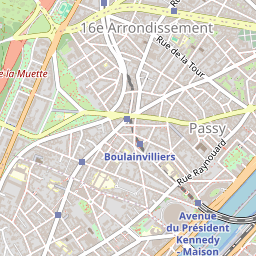 16e Arrondissement
Rue de la Tour
e la Muette
Passy
Boulainvilliers
Rue Raynouard
Avenue
du Président
Kennedy
- Maison